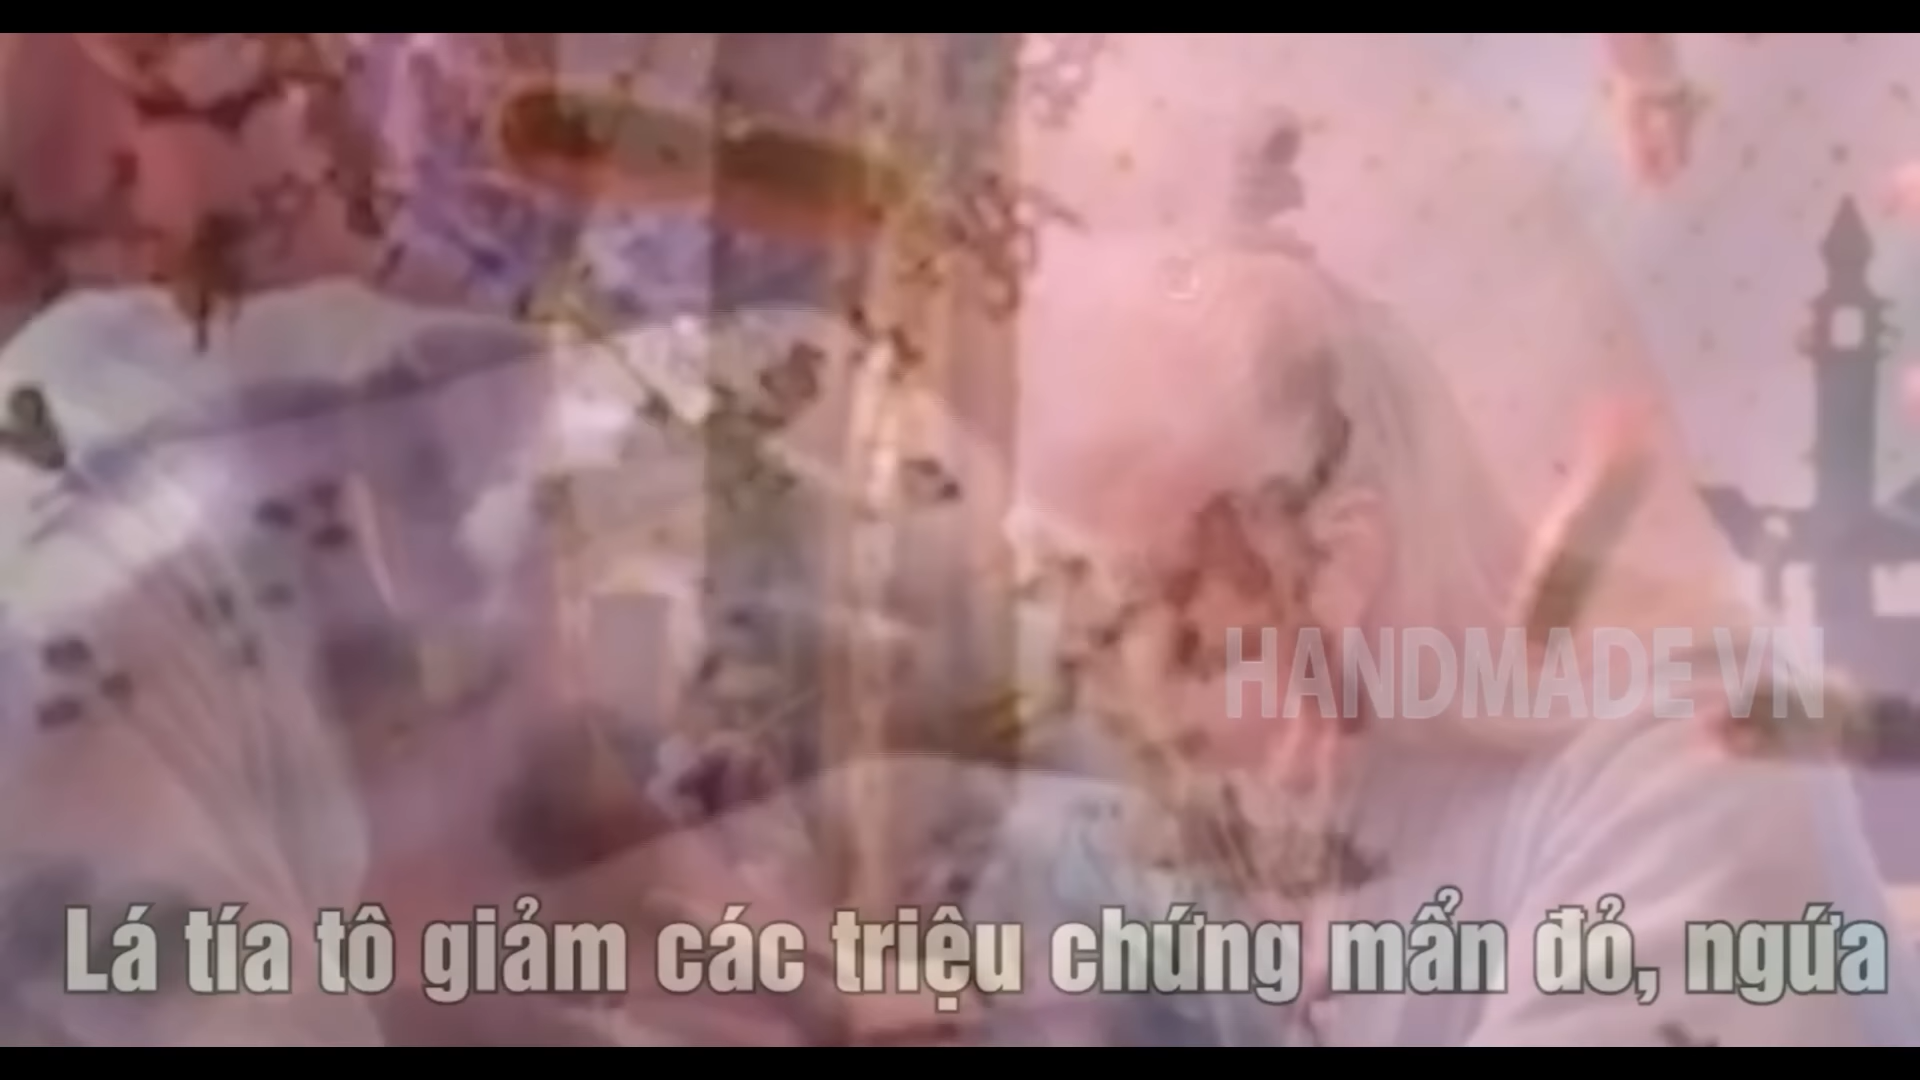 HANDMADE VN
Lá tía tô giảm các triệu chứng mẩn đỏ, ngứa